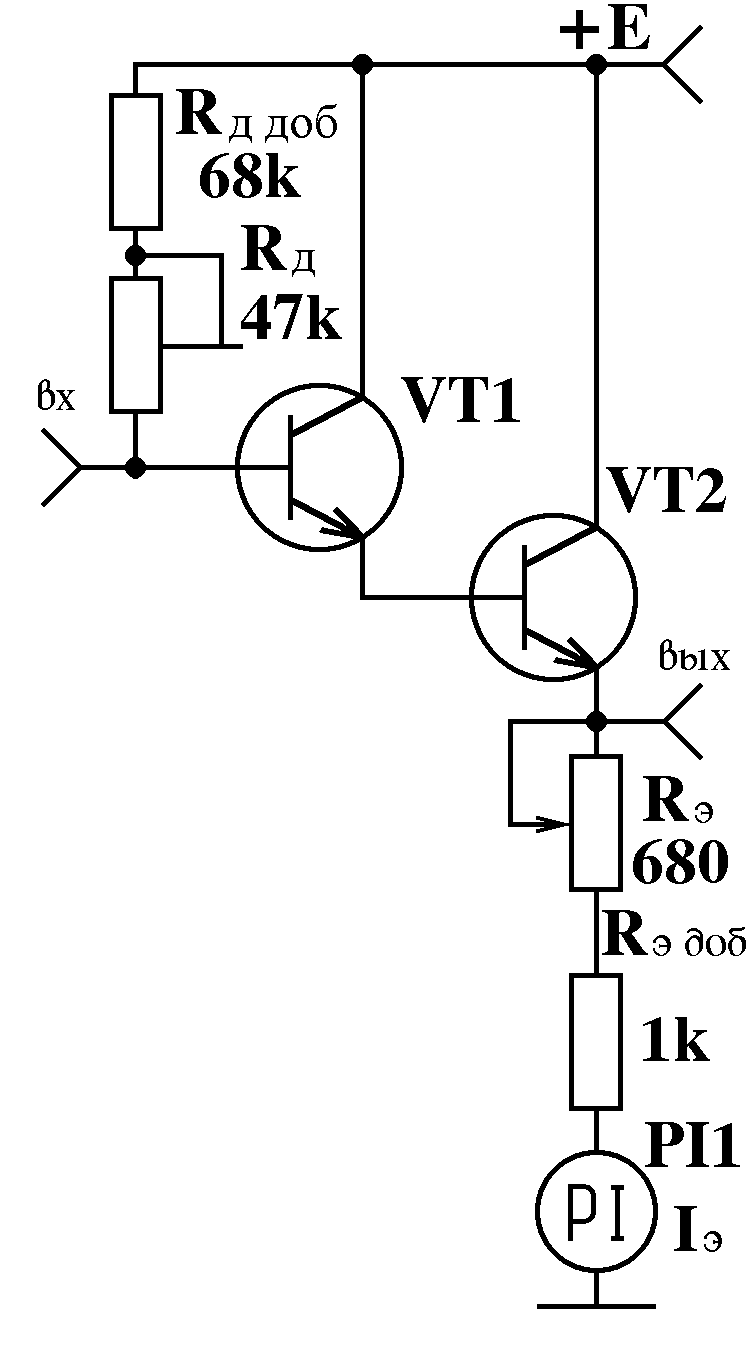 +E
Rд доб
68k
Rд
47k
вх
VT1
VT2
вых
Rэ
680
Rэ доб
1k
PI1
PI
Iэ